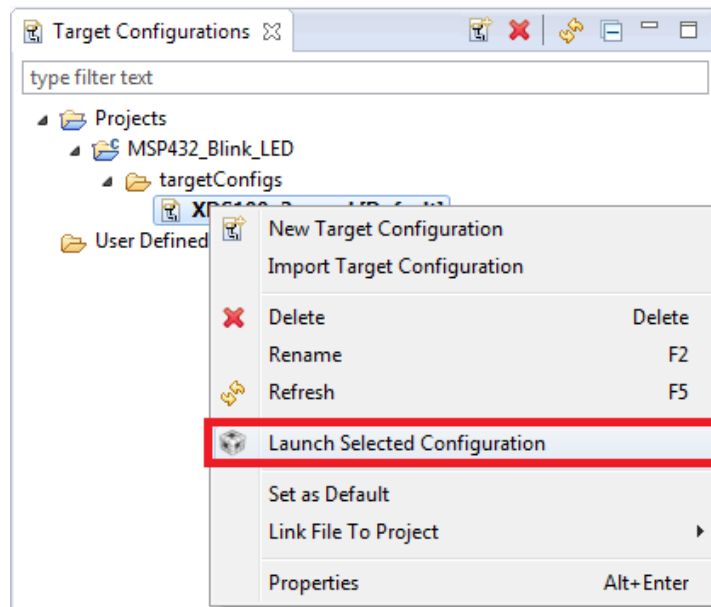 Target Configurations
type filter text
Projects
MSP432_Blink_LED
targetConfigs
User Defined
New Target Configuration
Import Target Configuration
Delete Delete
Rename F2
Refresh F5
Launch Selected Configuration
Set as Default
Link File To Project
Properties Alt+Enter